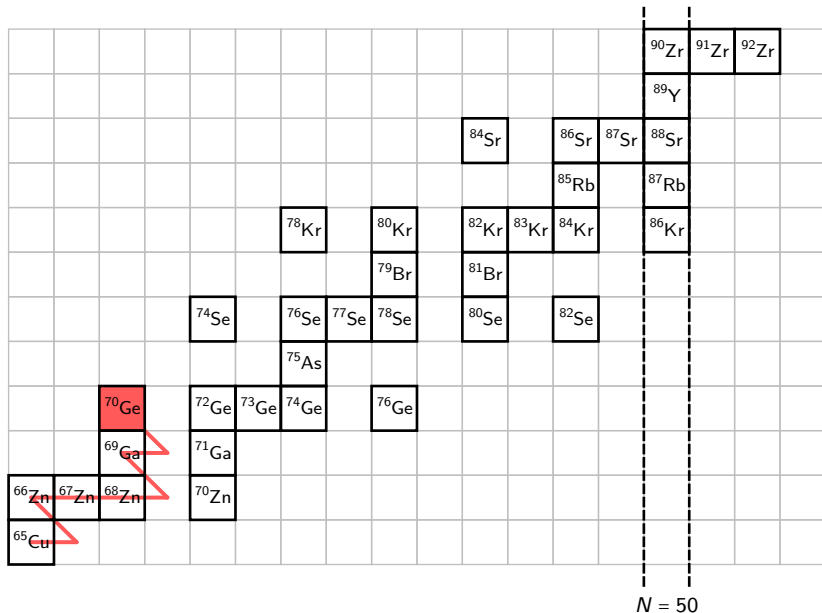 ⁹⁰Zr ⁹¹Zr ⁹²Zr
⁸⁹Y
⁸⁴Sr ⁸⁶Sr ⁸⁷Sr ⁸⁸Sr
⁸⁵Rb ⁸⁷Rb
⁷⁸Kr ⁸⁰Kr ⁸²Kr ⁸³Kr ⁸⁴Kr ⁸⁶Kr
⁷⁹Br ⁸¹Br
⁷⁴Se ⁷⁶Se ⁷⁷Se ⁷⁸Se ⁸⁰Se ⁸²Se
⁷⁵As
⁷⁰Ge ⁷²Ge ⁷³Ge ⁷⁴Ge ⁷⁶Ge
⁶⁹Ga ⁷¹Ga
⁶⁶Zn ⁶⁷Zn ⁶⁸Zn ⁷⁰Zn
⁶⁵Cu
N = 50